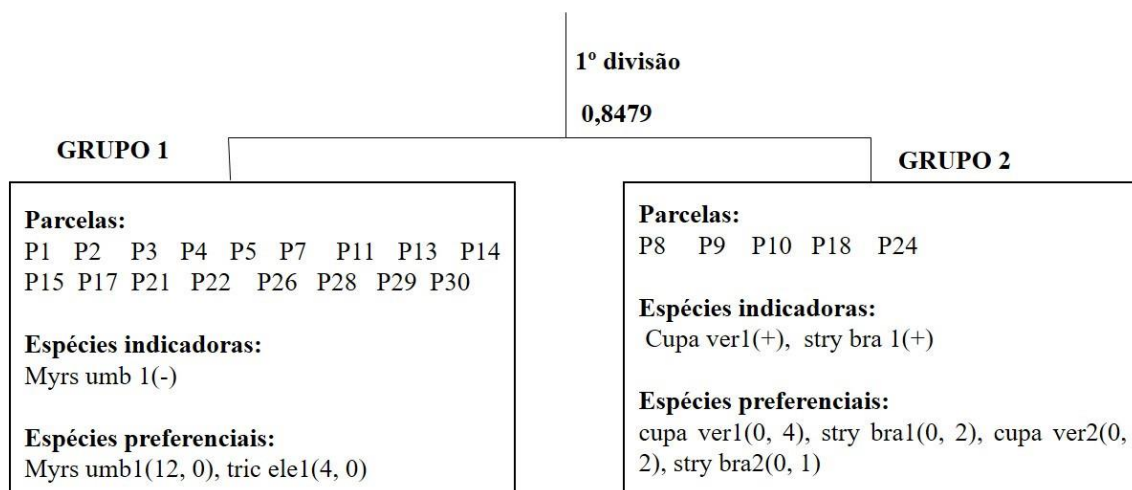 1º divisão
0,8479
GRUPO 1
Parcelas:
P1 P2 P3 P4 P5 P7 P11 P13 P14
P15 P17 P21 P22 P26 P28 P29 P30
Espécies indicadoras:
Myrs umb 1(-)
Espécies preferenciais:
Myrs umb1(12, 0), tric ele1(4, 0)
GRUPO 2
Parcelas:
P8 P9 P10 P18 P24
Espécies indicadoras:
Cupa ver1(+), stry bra 1(+)
Espécies preferenciais:
cupa ver1(0, 4), stry bra1(0, 2), cupa ver2(0,
2), stry bra2(0, 1)